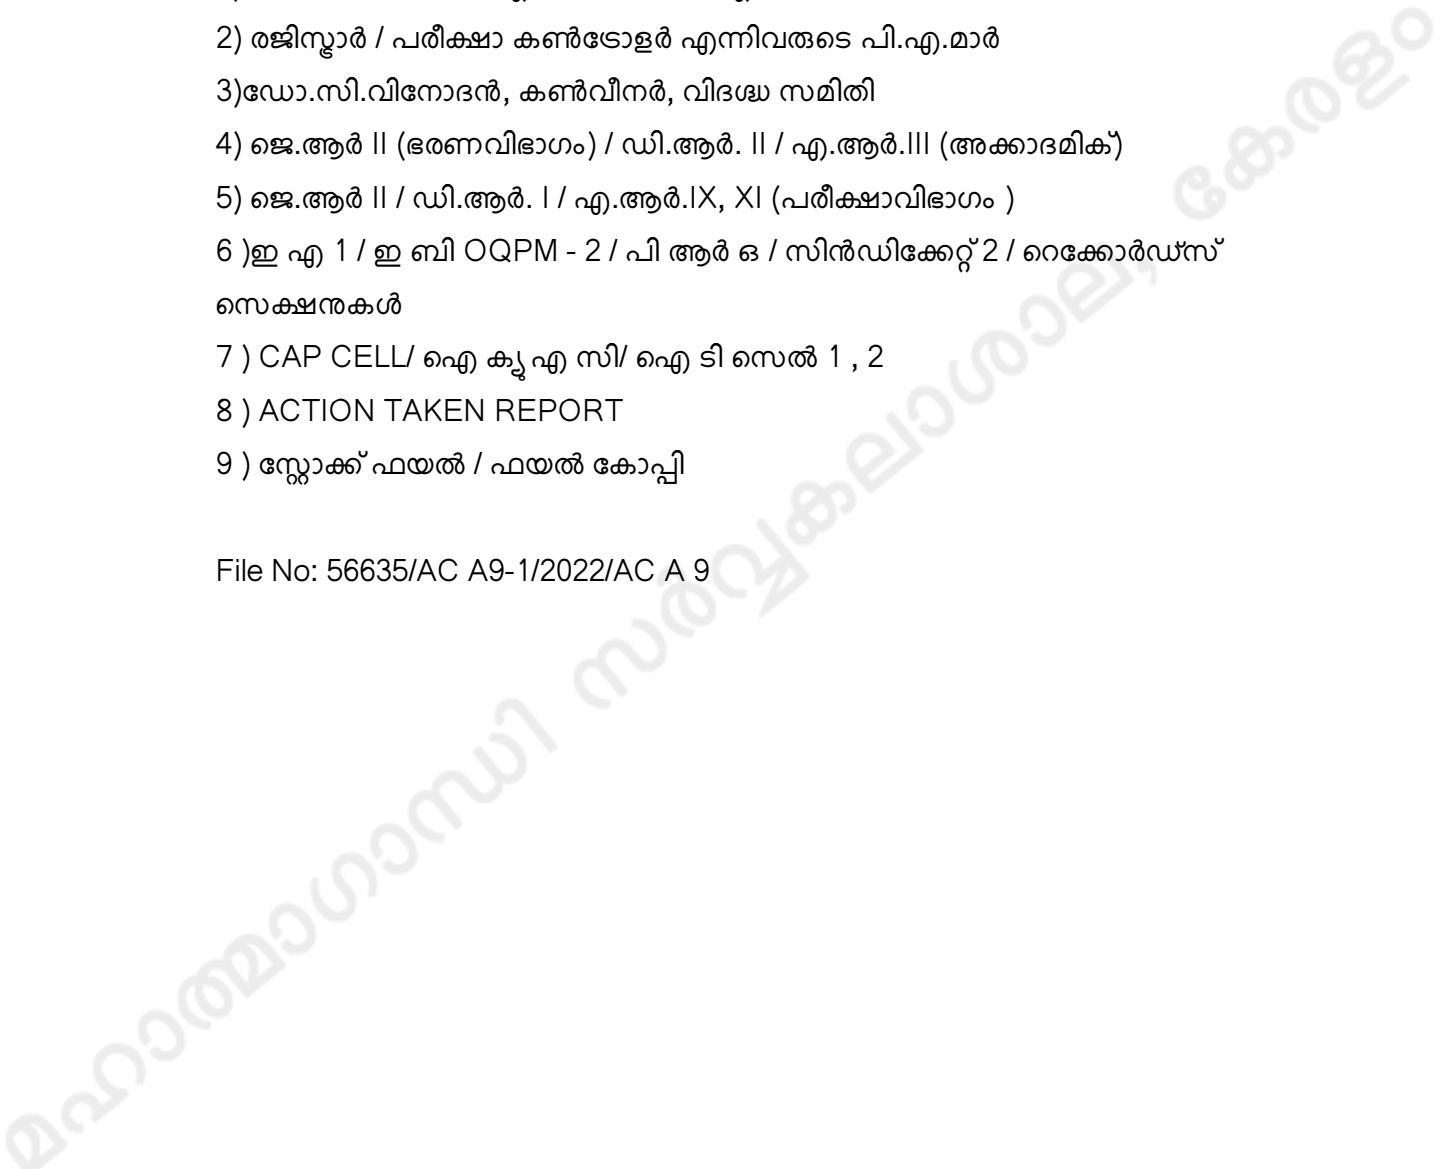 2) രജിസ്ട്രാർ / പരീക്ഷാ കൺട്രോളർ എന്നിവരുടെ പി.എ.മാർ
3)ഡോ.സി.വിനോദൻ, കൺവീനർ, വിദഗ്ധ സമിതി
4) ജെ.ആർ II (ഭരണവിഭാഗം) / ഡി.ആർ. II / എ.ആർ.III (അക്കാദമിക്)
5) ജെ.ആർ II / ഡി.ആർ. I / എ.ആർ.IX, XI (പരീക്ഷാവിഭാഗം )
6 )ഇ എ 1 / ഇ ബി OQPM - 2 / പി ആർ ഒ / സിൻഡിക്കേറ്റ് 2 / റെക്കോർഡ്സ്
സെക്ഷനുകൾ
7 ) CAP CELL/ ഐ ക്യു എ സി/ ഐ ടി സെൽ 1 , 2
8 ) ACTION TAKEN REPORT
9 ) സ്റ്റോക്ക് ഫയൽ / ഫയൽ കോപ്പി
File No: 56635/AC A9-1/2022/AC A 9
മഹാത്മാഗാന്ധി സർവ്വകലാശാല, കേരളം